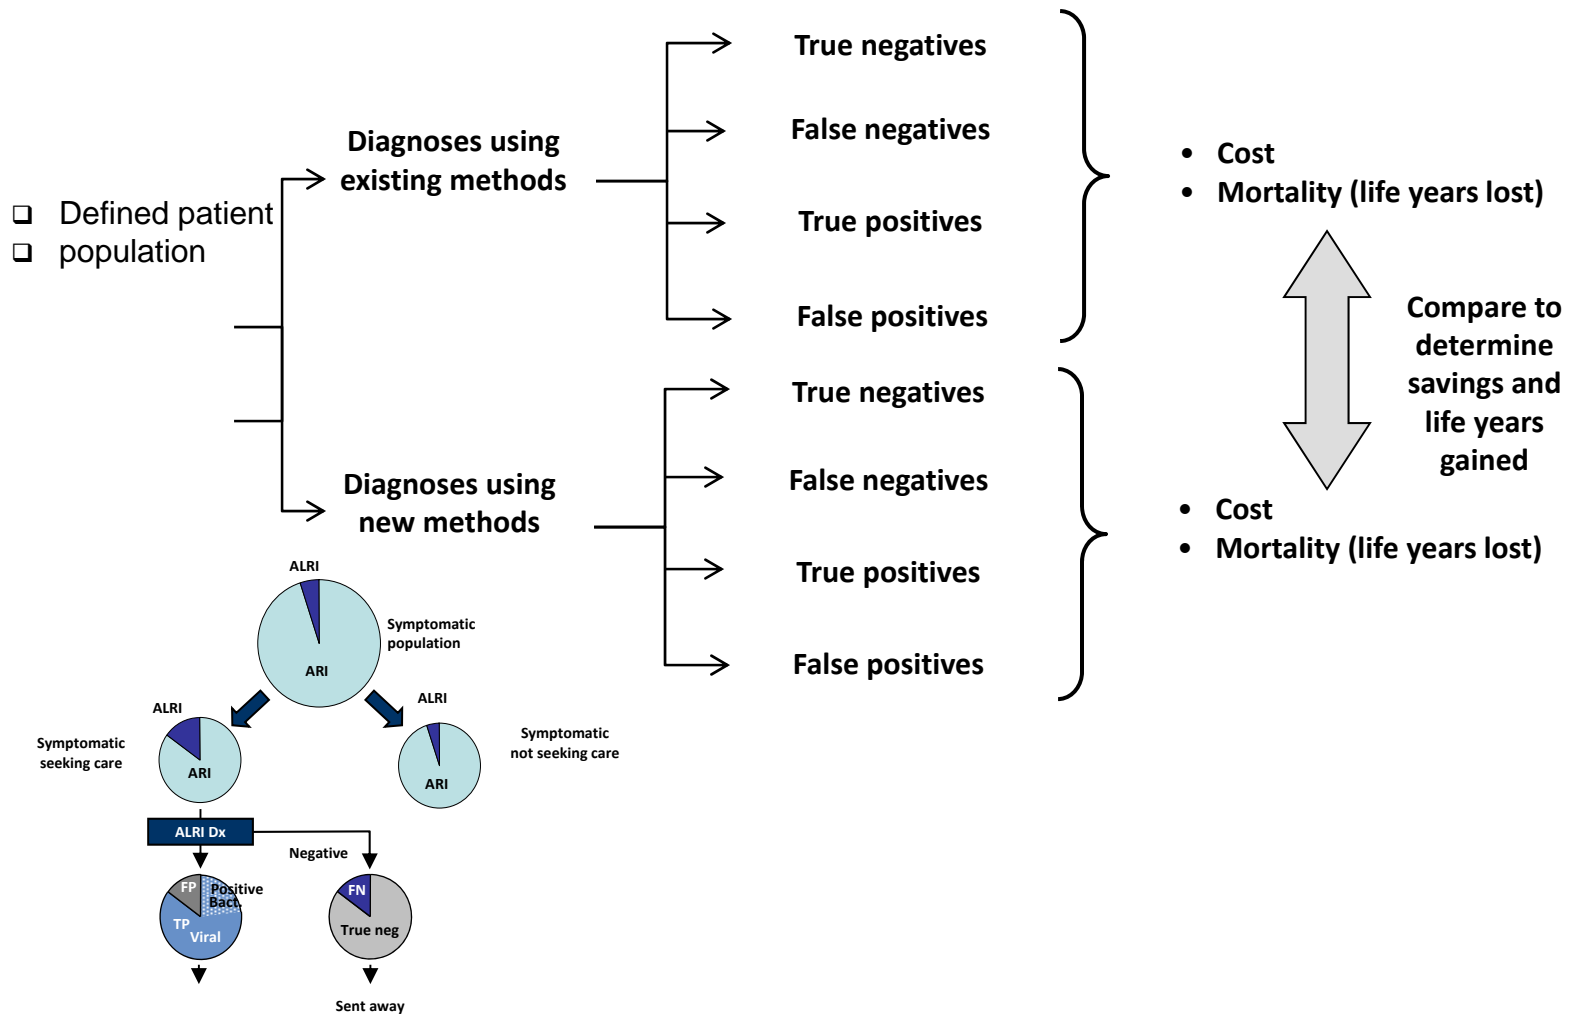 True negatives
False negatives
True positives
False positives
Diagnoses using
existing methods
• Cost
• Mortality (life years lost)
❑ Defined patient
❑ population
Compare to
determine
savings and
life years
gained
True negatives
False negatives
True positives
False positives
Diagnoses using
new methods
• Cost
• Mortality (life years lost)
ALRI
Symptomatic
population
ARI
ALRI
ALRI
Symptomatic
seeking care
ARI
ARI
Symptomatic
not seeking care
ALRI Dx
Negative
FP
Positive
Bact.
TP
Viral
FN
True neg
Sent away